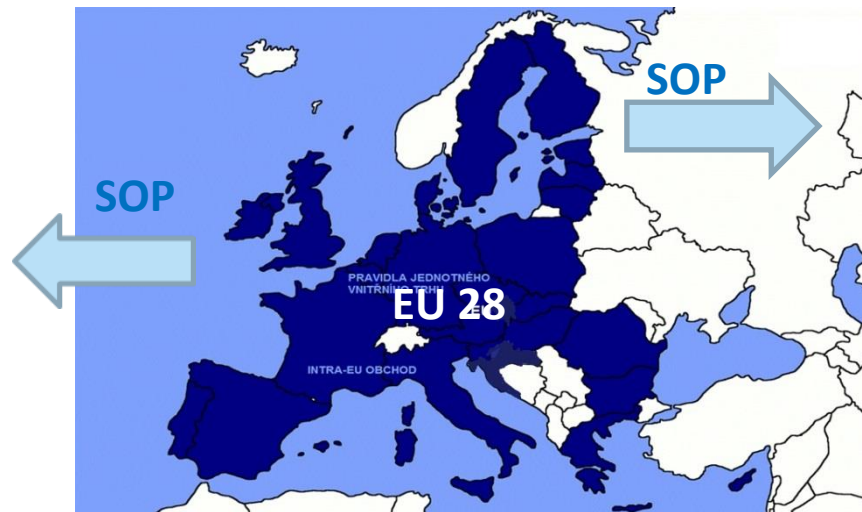 SOP
SOP
PRAVIDLA JEDNOTNÉHO
VNITŘNÍHO TRHU
EU 28
INTRA-EU OBCHOD